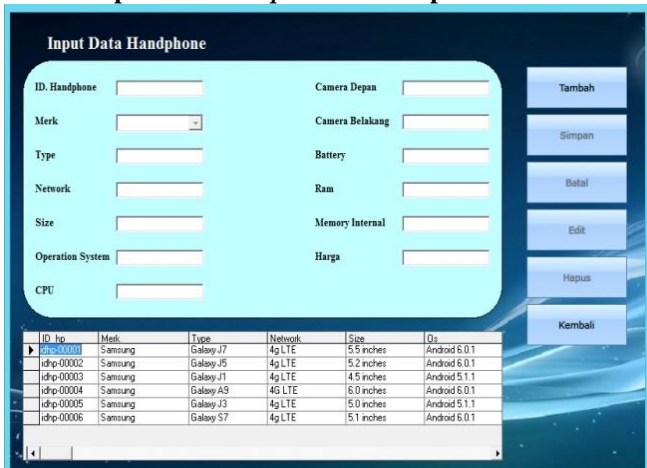 Input Data Handphone
ID. Handphone
Merk
Type
Network
Size
Operation System
CPU
Camera Depan
Camera Belakang
Battery
Ram
Memory Internal
Harga
Tambah
Simpan
Batal
Edit
Hapus
Kembali
ID_hp Merk Type Network Size Os
idhp-00001 Samsung Galaxy J7 4g LTE 5.5 inches Android 6.0.1
idhp-00002 Samsung Galaxy J5 4g LTE 5.2 inches Android 6.0.1
idhp-00003 Samsung Galaxy J1 4g LTE 4.5 inches Android 5.1.1
idhp-00004 Samsung Galaxy A9 4G LTE 6.0 inches Android 6.0.1
idhp-00005 Samsung Galaxy J3 4g LTE 5.0 inches Android 5.1.1
idhp-00006 Samsung Galaxy S7 4g LTE 5.1 inches Android 6.0.1